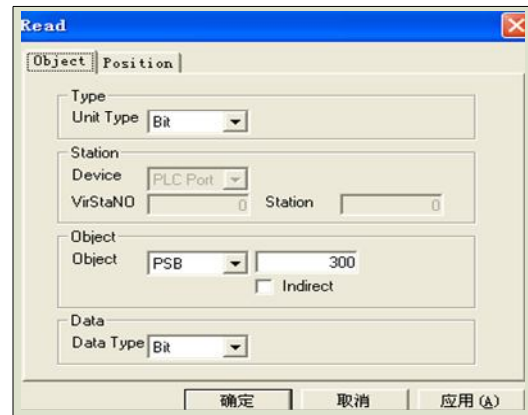 Read
Object Position
Type
Unit Type Bit
Station
Device PLC Port
VirStaNO 0 Station 0
Object
Object PSB 300
Indirect
Data
Data Type Bit
确定 取消 应用(A)